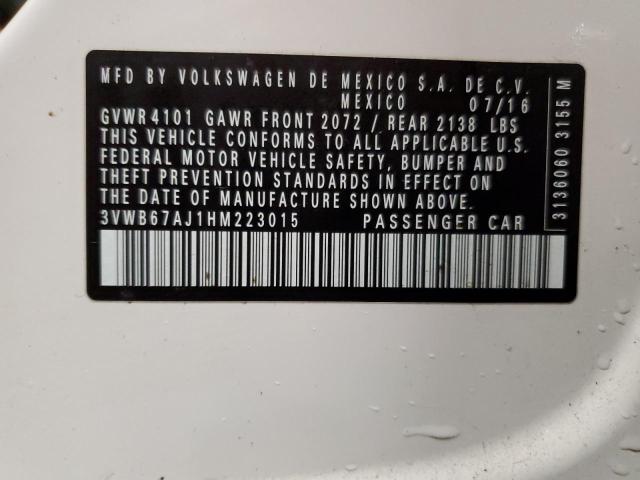 MFD BY VOLKSWAGEN DE MEXICO S.A. DE C.V.
MEXICO 07/16
GVWR 4101 GAWR FRONT 2072 / REAR 2138 LBS
THIS VEHICLE CONFORMS TO ALL APPLICABLE U.S.
FEDERAL MOTOR VEHICLE SAFETY, BUMPER AND
THEFT PREVENTION STANDARDS IN EFFECT ON
THE DATE OF MANUFACTURE SHOWN ABOVE.
3VWB67AJ1HM223015 PASSENGER CAR
3136060 3155 M